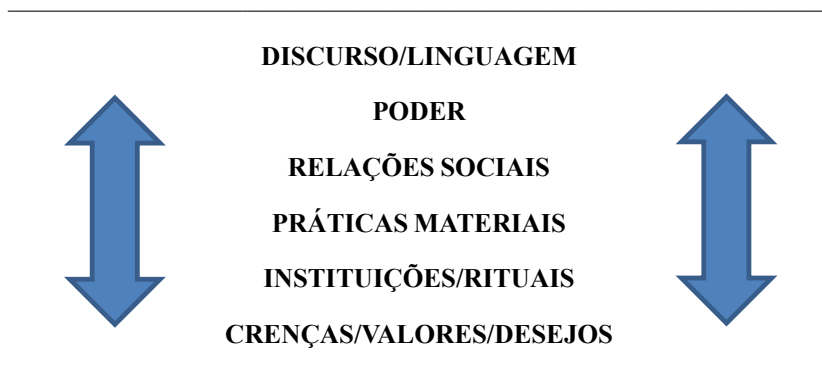 DISCURSO/LINGUAGEM
PODER
RELAÇÕES SOCIAIS
PRÁTICAS MATERIAIS
INSTITUIÇÕES/RITUAIS
CRENÇAS/VALORES/DESEJOS